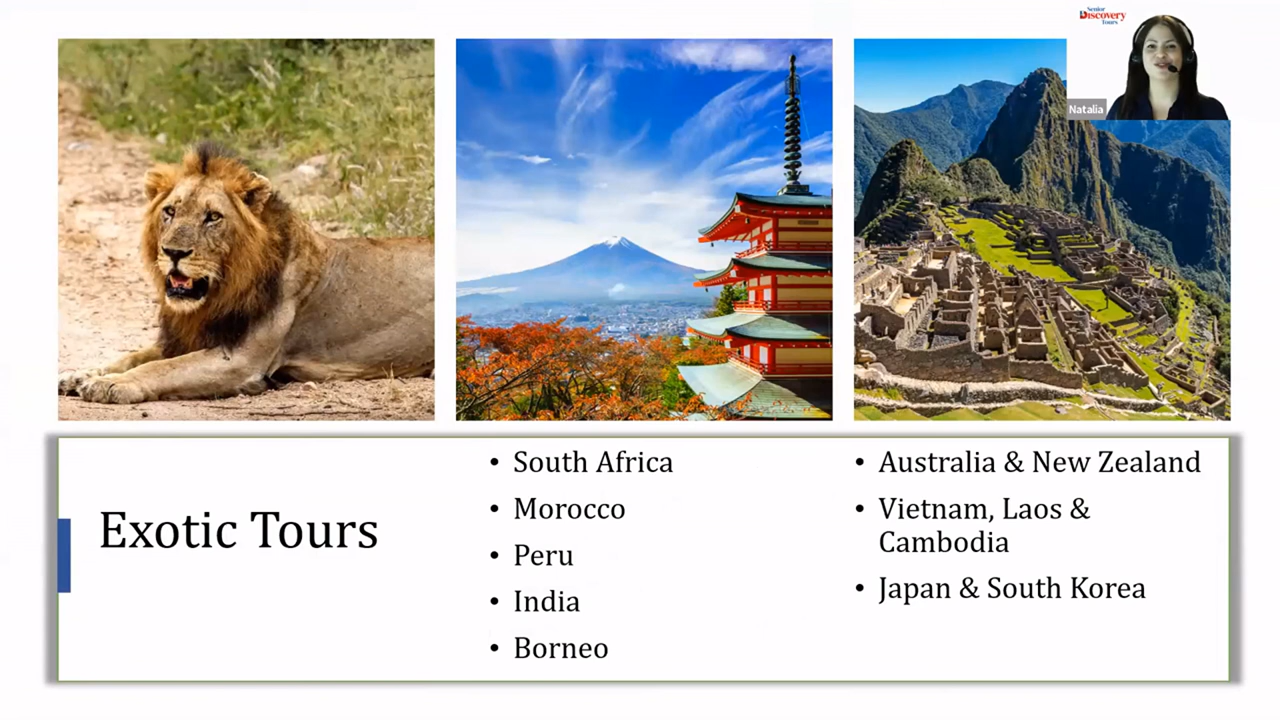 Senior
Discovery
Tours
Natalia
Exotic Tours
• South Africa
• Morocco
• Peru
• India
• Borneo
• Australia & New Zealand
• Vietnam, Laos &
Cambodia
• Japan & South Korea